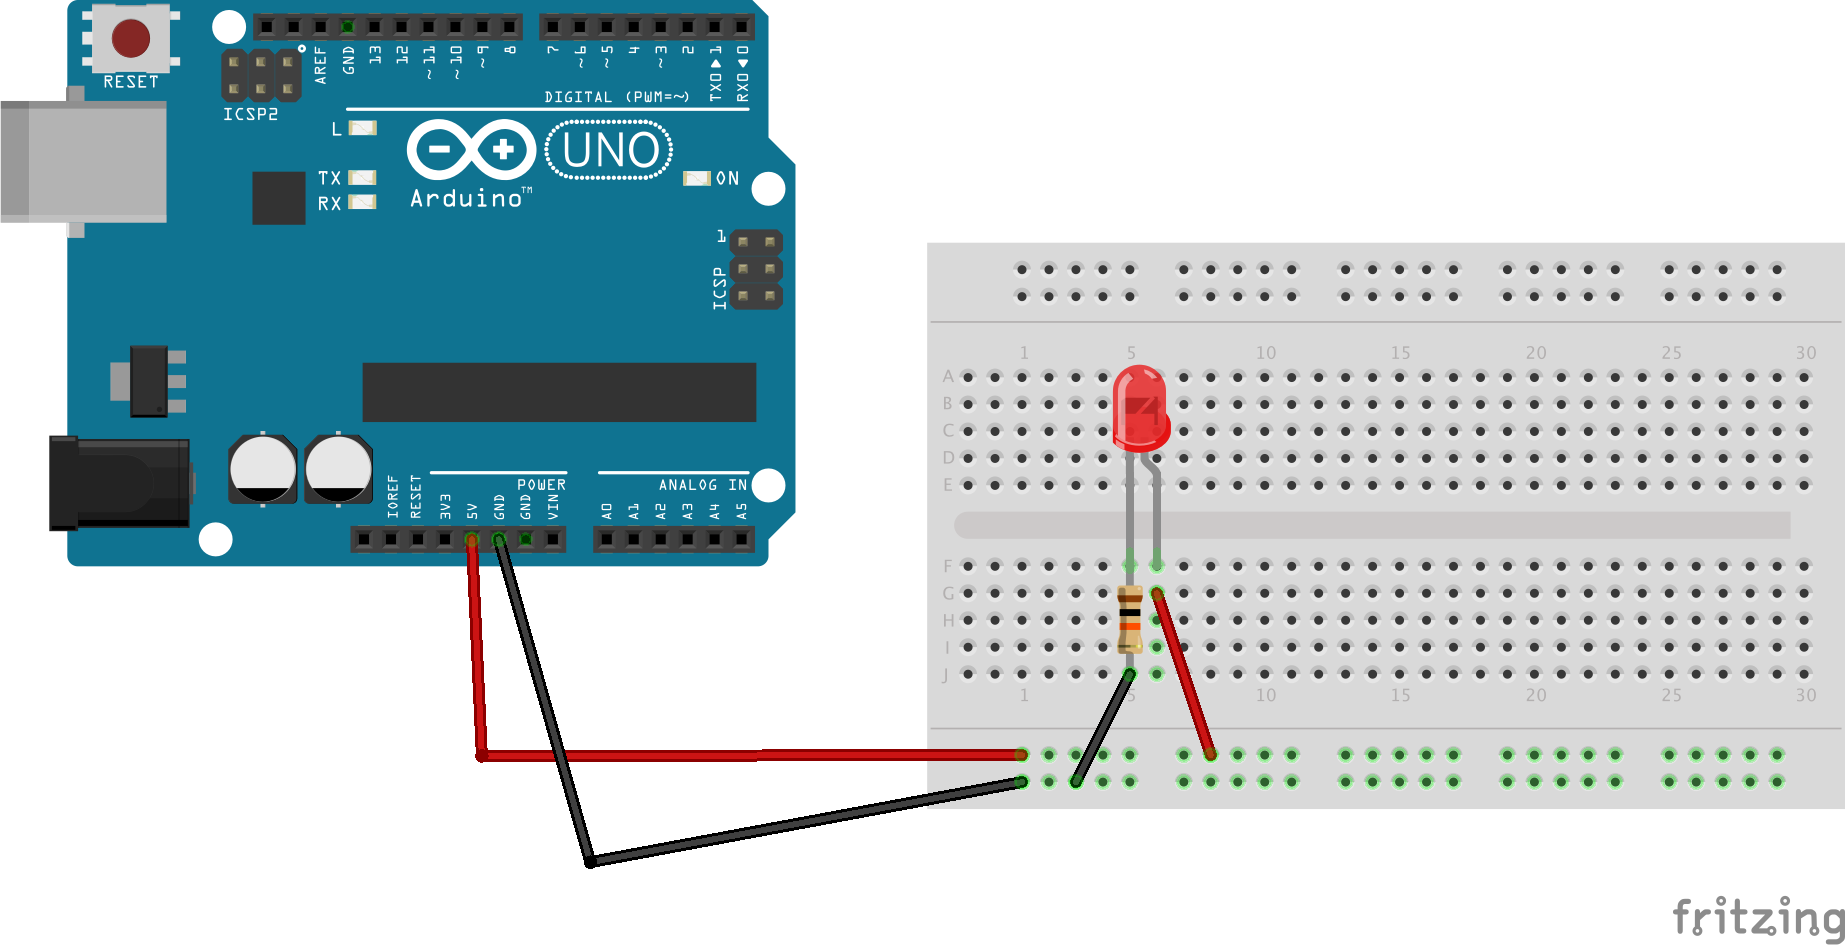 RESET
ICSP2
AREF
GND
13
12
~11
~10
~9
8
7
~6
~5
4
~3
2
TX0▶1
RX0◀0
DIGITAL (PWM=~)
L
TX
RX
Arduino™
UNO
ON
1
ICSP
IOREF
RESET
3V3
5V
GND
GND
VIN
POWER
ANALOG IN
A0
A1
A2
A3
A4
A5
1 5 10 15 20 25 30
A
B
C
D
E
F
G
H
I
J
1 5 10 15 20 25 30
fritzing